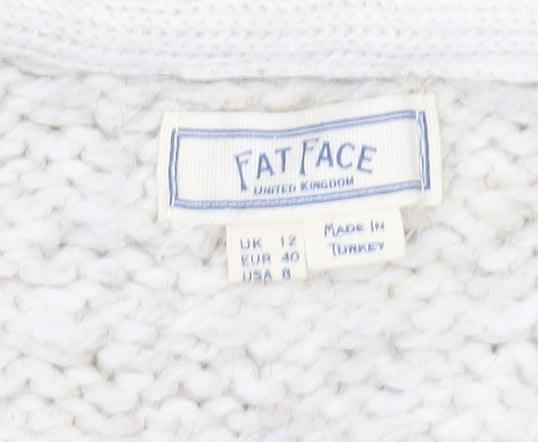 FAT FACE
UNITED KINGDOM
UK 12
EUR 40
USA 8
MADE IN
TURKEY